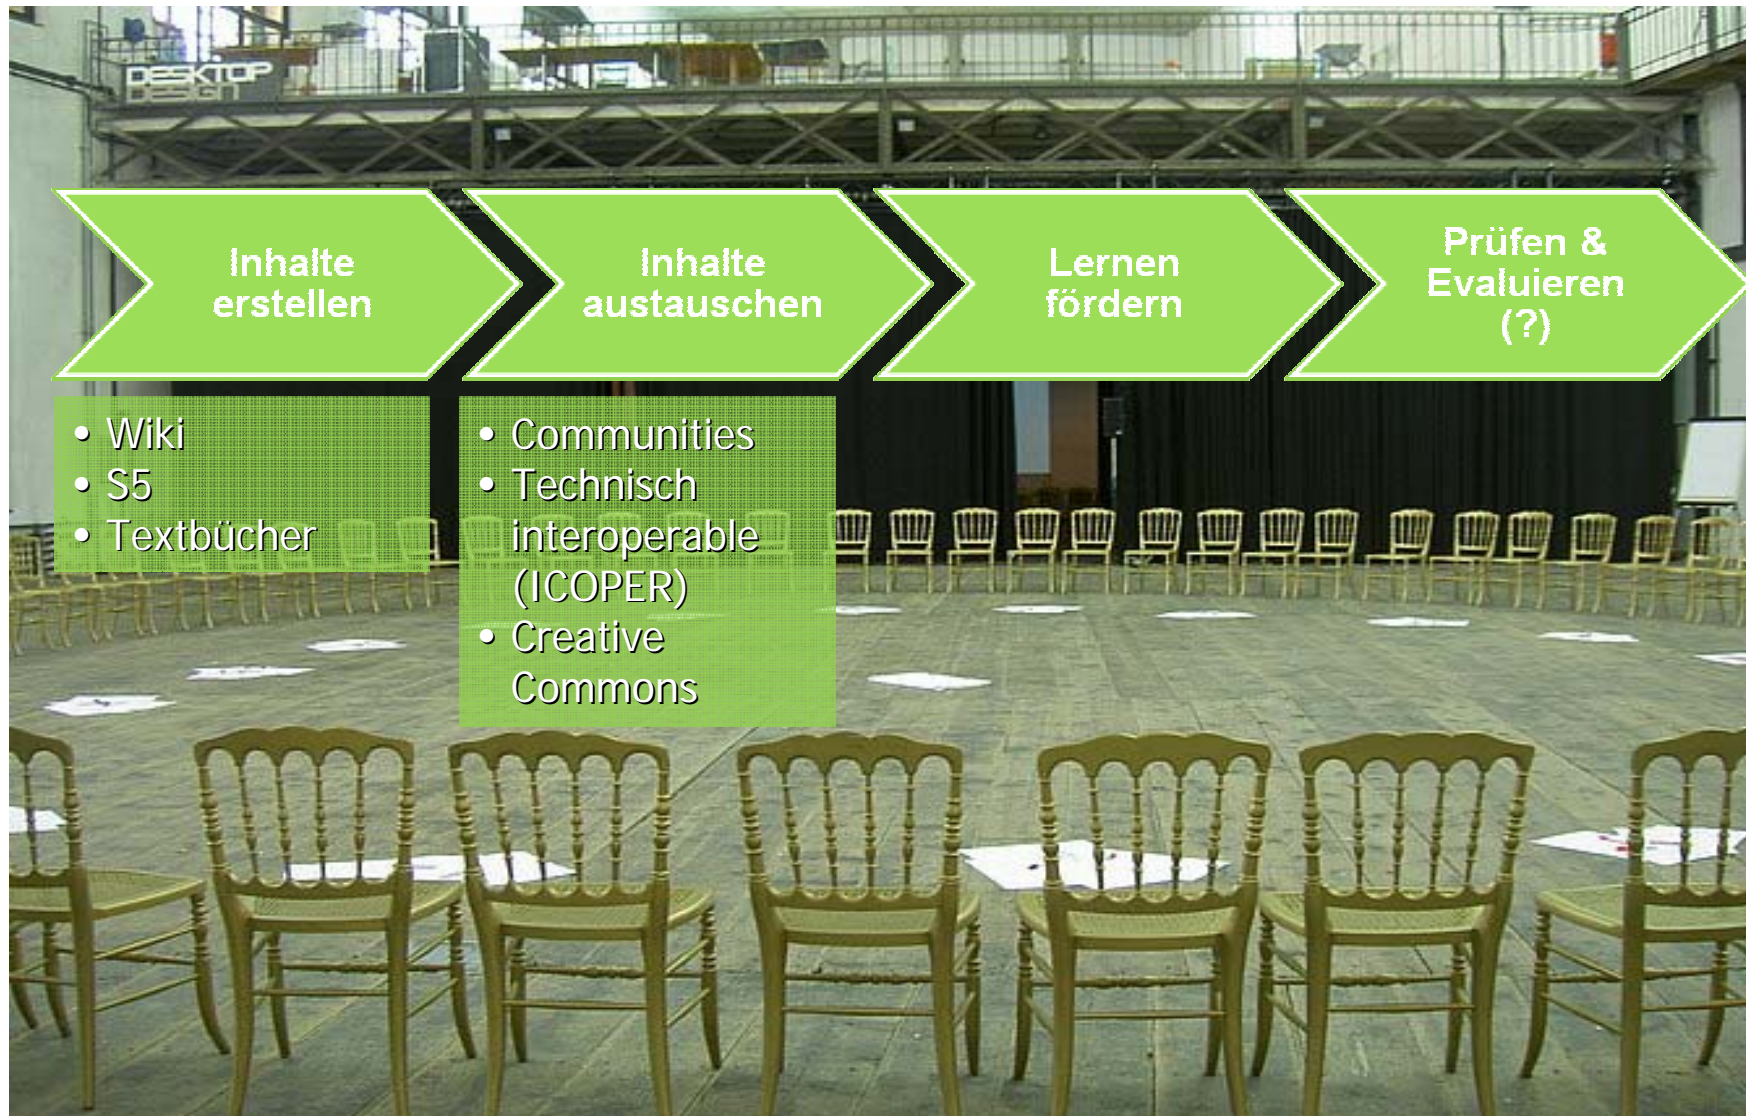 DESKTOP
DESIGN
Inhalte
erstellen
Inhalte
austauschen
Lernen
fördern
Prüfen &
Evaluieren
(?)
• Wiki
• S5
• Textbücher
• Communities
• Technisch
interoperable
(ICOPER)
• Creative
Commons